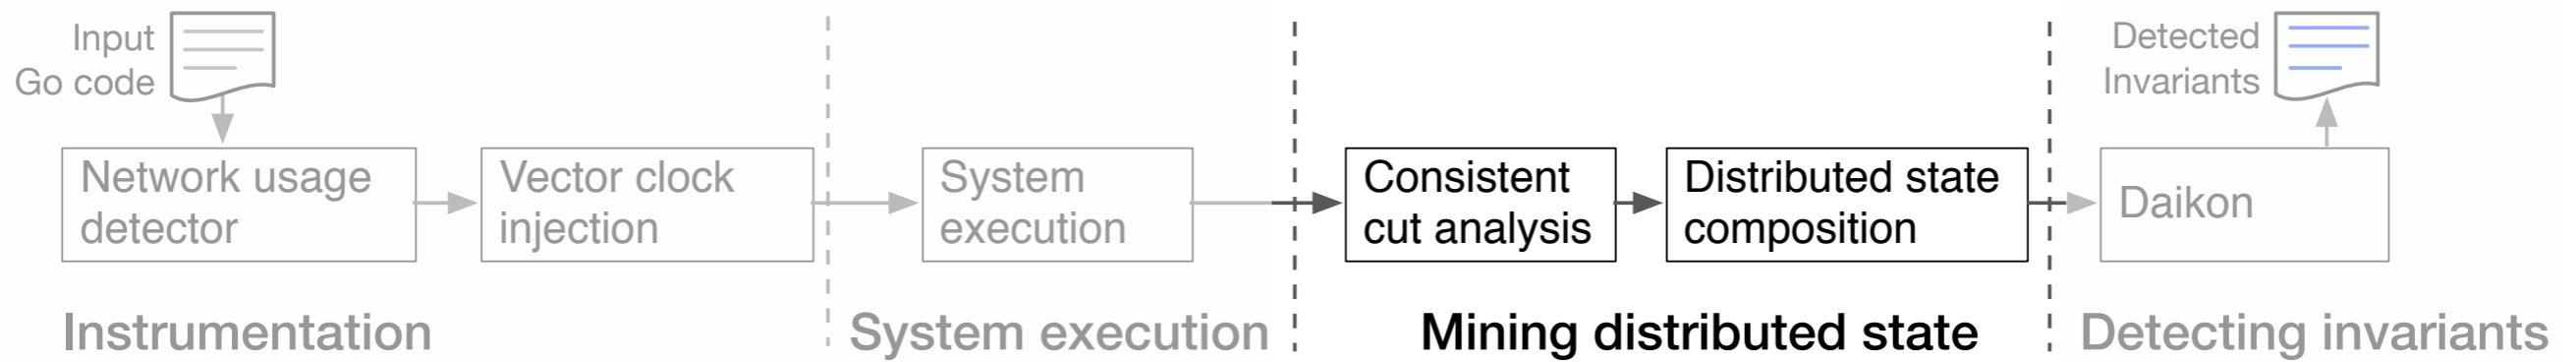 Input
Go code
Detected
Invariants
Network usage
detector
Vector clock
injection
System
execution
Consistent
cut analysis
Distributed state
composition
Daikon
Instrumentation
System execution
Mining distributed state
Detecting invariants